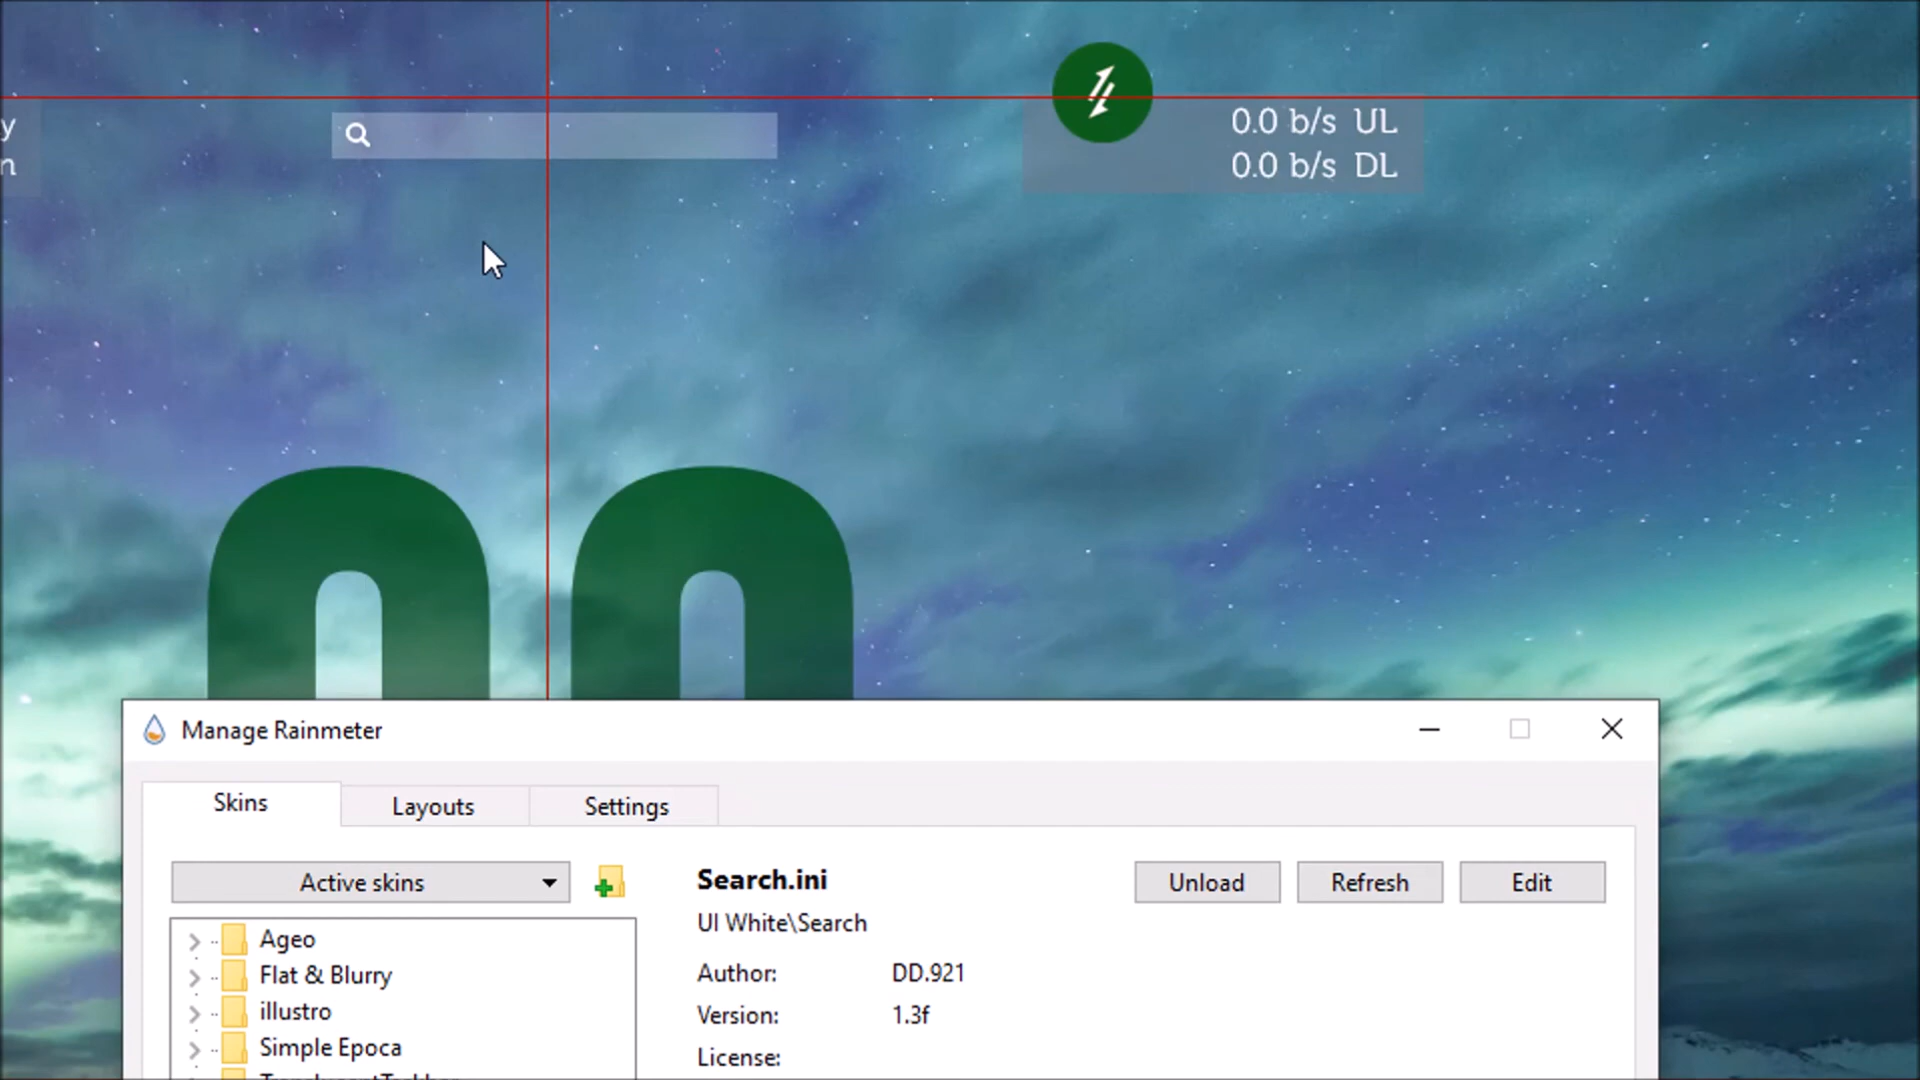 y
n
0.0 b/s UL
0.0 b/s DL
00
Manage Rainmeter
Skins
Layouts
Settings
Active skins
Search.ini
Unload
Refresh
Edit
UI White\Search
Ageo
Flat & Blurry
illustro
Simple Epoca
Author: DD.921
Version: 1.3f
License: